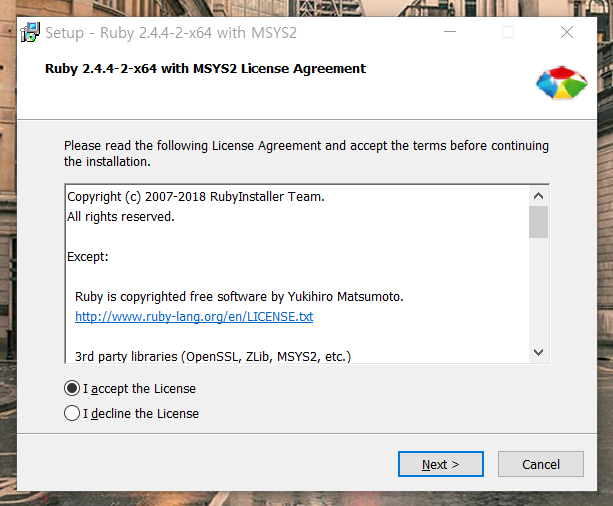 Setup - Ruby 2.4.4-2-x64 with MSYS2
Ruby 2.4.4-2-x64 with MSYS2 License Agreement
Please read the following License Agreement and accept the terms before continuing
the installation.
Copyright (c) 2007-2018 RubyInstaller Team.
All rights reserved.
Except:
Ruby is copyrighted free software by Yukihiro Matsumoto.
http://www.ruby-lang.org/en/LICENSE.txt
3rd party libraries (OpenSSL, ZLib, MSYS2, etc.)
I accept the License
I decline the License
Next >
Cancel